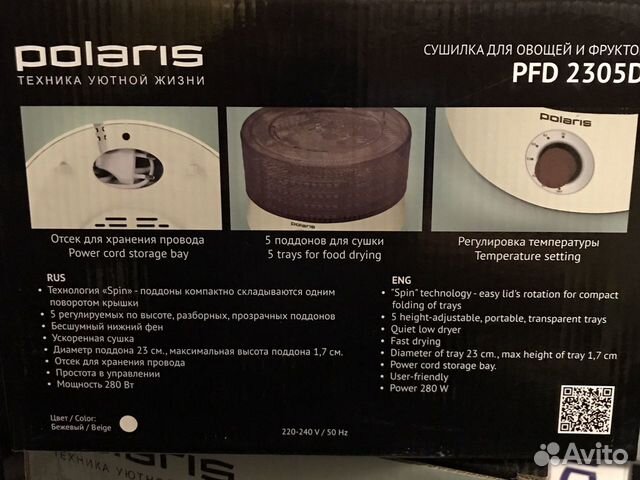 polaris
ТЕХНИКА УЮТНОЙ ЖИЗНИ
СУШИЛКА ДЛЯ ОВОЩЕЙ И ФРУКТО
PFD 2305D
polaris
polaris
Отсек для хранения провода
Power cord storage bay
5 поддонов для сушки
5 trays for food drying
Регулировка температуры
Temperature setting
RUS
• Технология «Spin» - поддоны компактно складываются одним
поворотом крышки
• 5 регулируемых по высоте, разборных, прозрачных поддонов
• Бесшумный нижний фен
• Ускоренная сушка
• Диаметр поддона 23 см., максимальная высота поддона 1,7 см.
• Отсек для хранения провода
• Простота в управлении
• Мощность 280 Вт
ENG
• "Spin" technology - easy lid's rotation for compact
folding of trays
• 5 height-adjustable, portable, transparent trays
• Quiet low dryer
• Fast drying
• Diameter of tray 23 cm., max height of tray 1,7 cm
• Power cord storage bay.
• User-friendly
• Power 280 W
Цвет / Color:
Бежевый / Beige
220-240 V / 50 Hz
polaris
ТЕХНИКА УЮТНОЙ
Avito